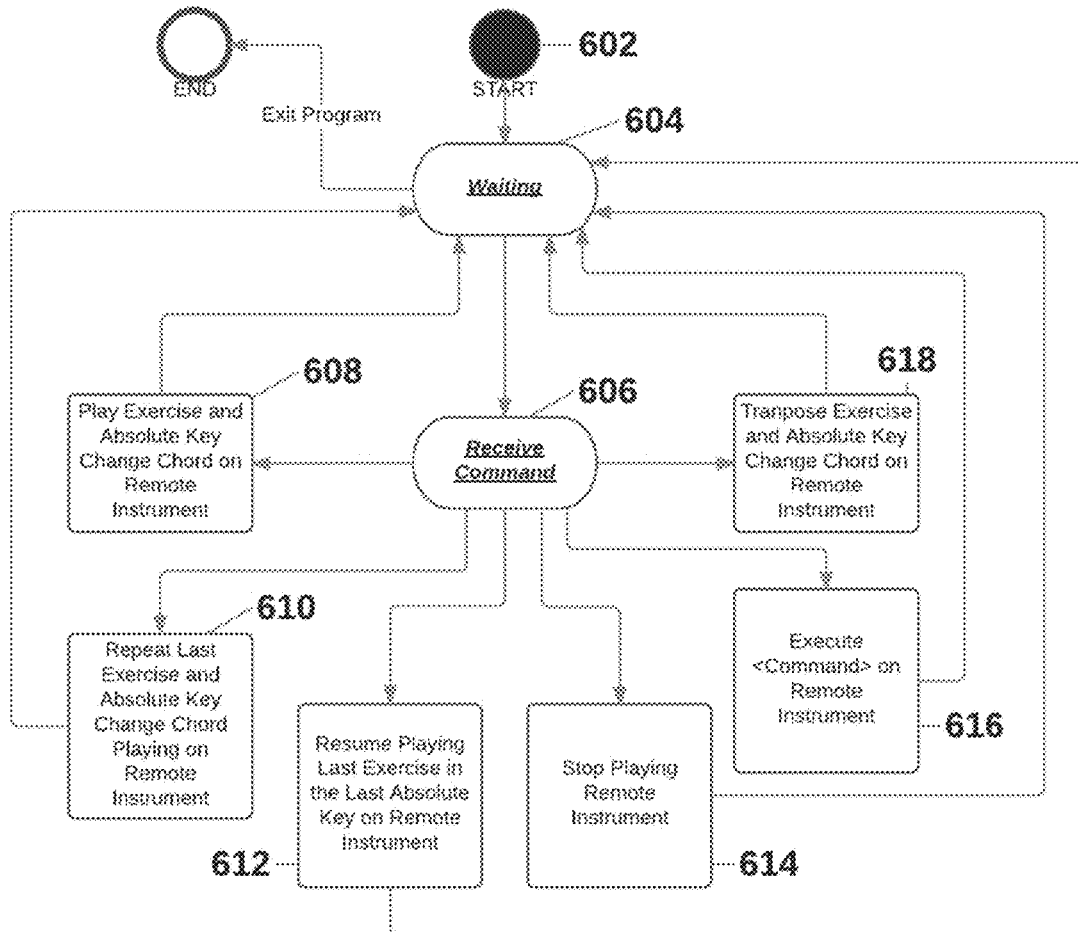 602
END
START
Exit Program
604
Waiting
608
618
606
Play Exercise and
Absolute Key
Change Chord on
Remote
Instrument
Receive
Command
Tranpose Exercise
and Absolute Key
Change Chord on
Remote
Instrument
610
Repeat Last
Exercise and
Absolute Key
Change Chord
Playing on
Remote
Instrument
Execute
<Command> on
Remote
Instrument
616
Resume Playing
Last Exercise in
the Last Absolute
Key on Remote
Instrument
Stop Playing
Remote
Instrument
612
614